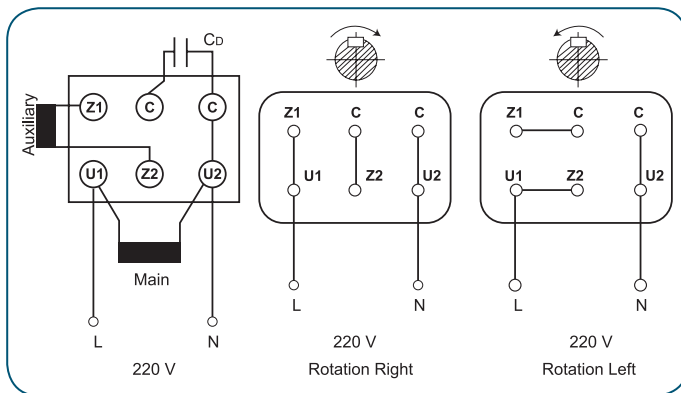 CD
Z1 C C
Auxiliary
U1 Z2 U2
Main
L N
220 V
Z1 C C
U1 Z2 U2
L N
220 V
Rotation Right
Z1 C C
U1 Z2 U2
L N
220 V
Rotation Left